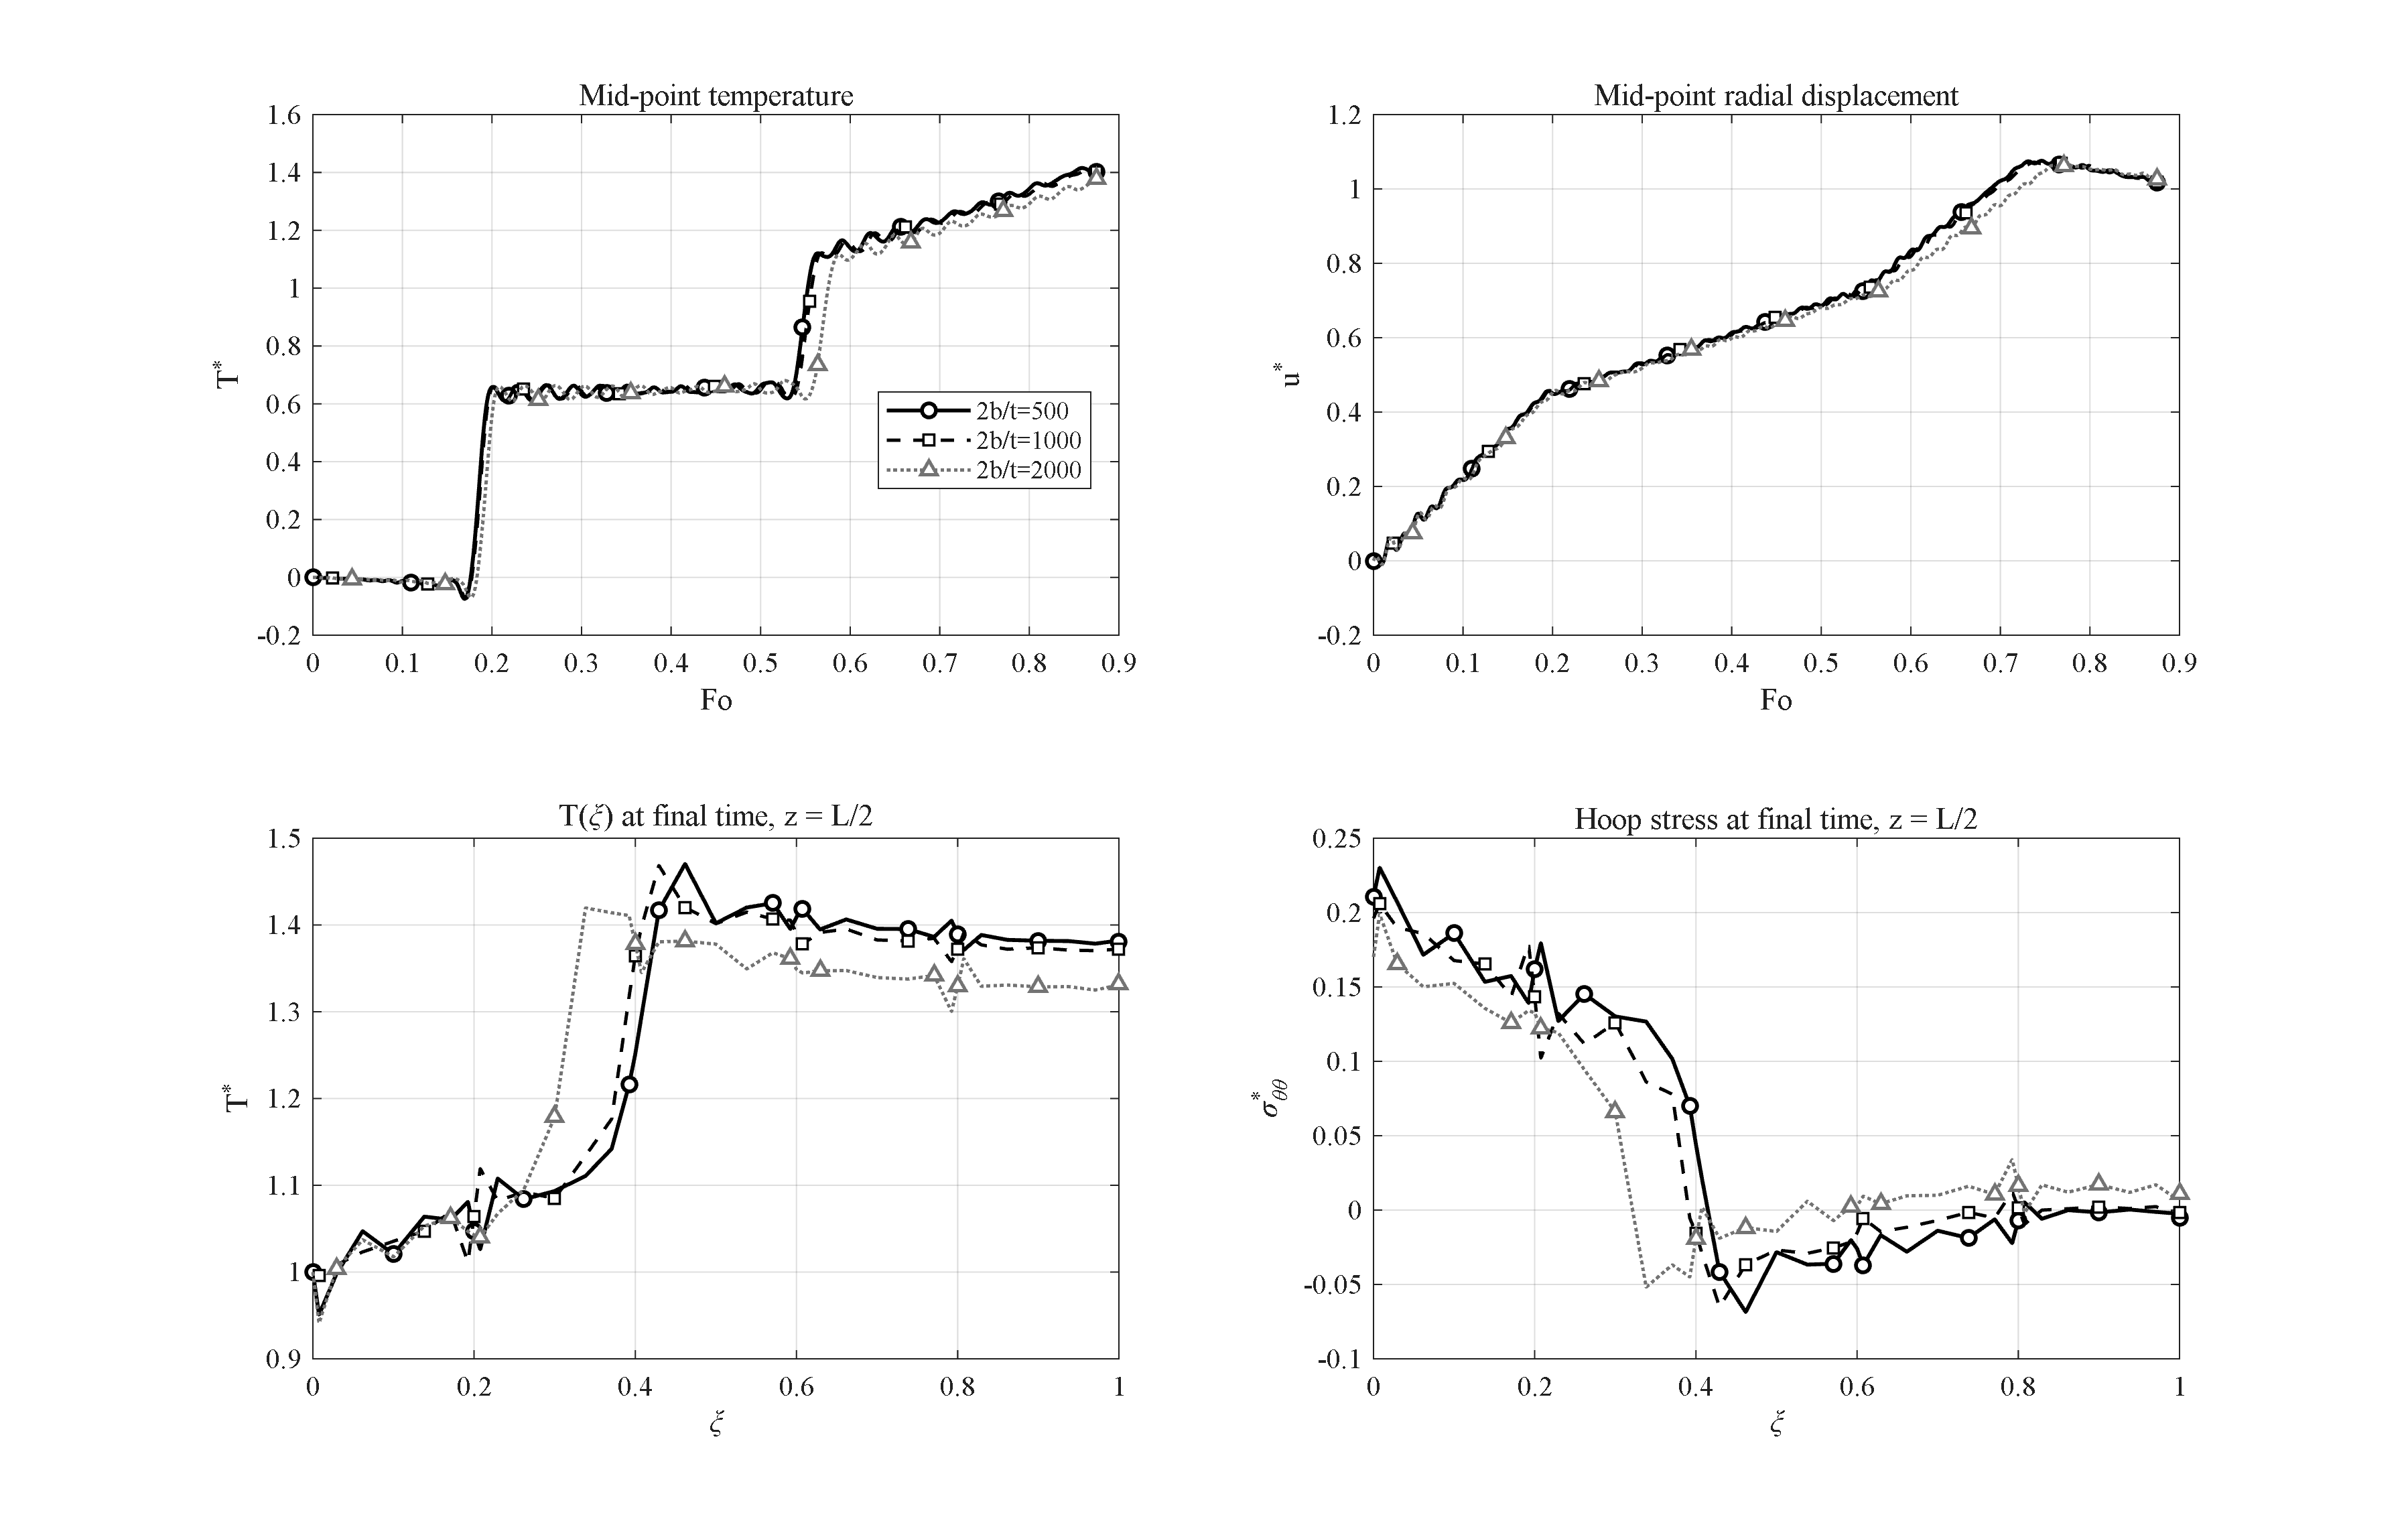 Mid-point temperature
1.6
1.4
1.2
1
0.8
0.6
0.4
0.2
0
-0.2
T*
0 0.1 0.2 0.3 0.4 0.5 0.6 0.7 0.8 0.9
Fo
2b/t=500
2b/t=1000
2b/t=2000
Mid-point radial displacement
1.2
1
0.8
0.6
0.4
0.2
0
-0.2
u*
0 0.1 0.2 0.3 0.4 0.5 0.6 0.7 0.8 0.9
Fo
T(ξ) at final time, z = L/2
1.5
1.4
1.3
1.2
1.1
1
0.9
T*
0 0.2 0.4 0.6 0.8 1
ξ
Hoop stress at final time, z = L/2
0.25
0.2
0.15
0.1
0.05
0
-0.05
-0.1
σ*θθ
0 0.2 0.4 0.6 0.8 1
ξ